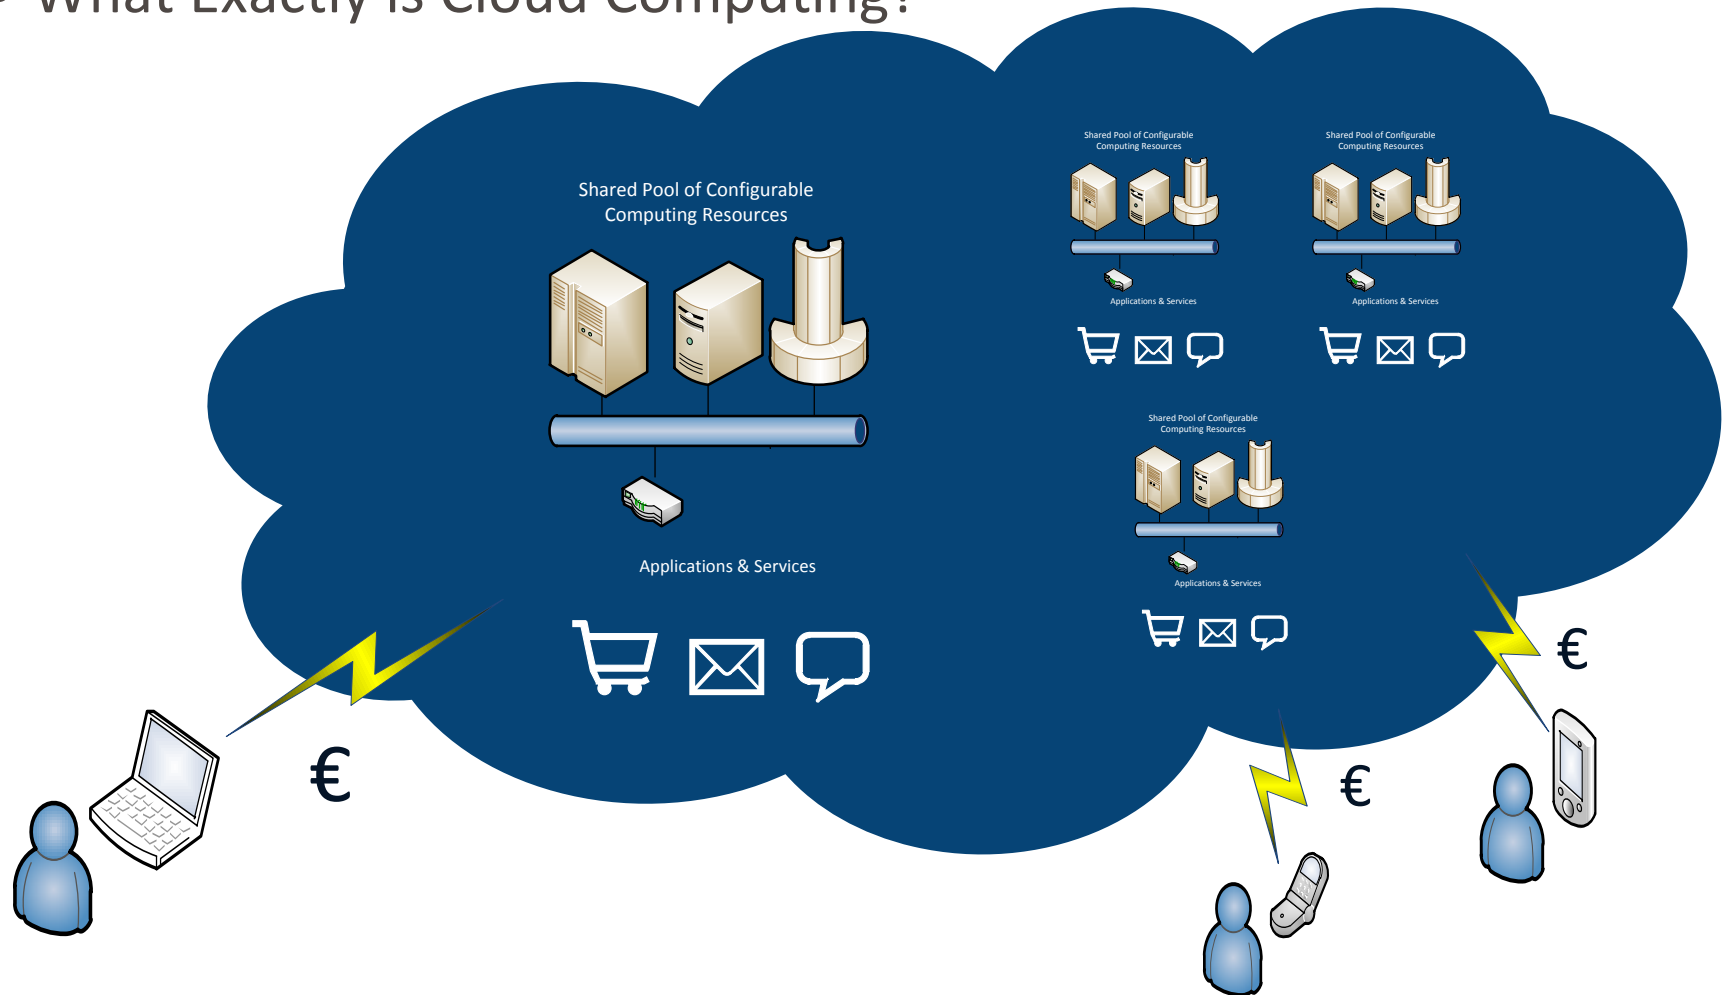 What Exactly is Cloud Computing?
Shared Pool of Configurable
Computing Resources
Applications & Services
€
Shared Pool of Configurable
Computing Resources
Applications & Services
Shared Pool of Configurable
Computing Resources
Applications & Services
Shared Pool of Configurable
Computing Resources
Applications & Services
€
€